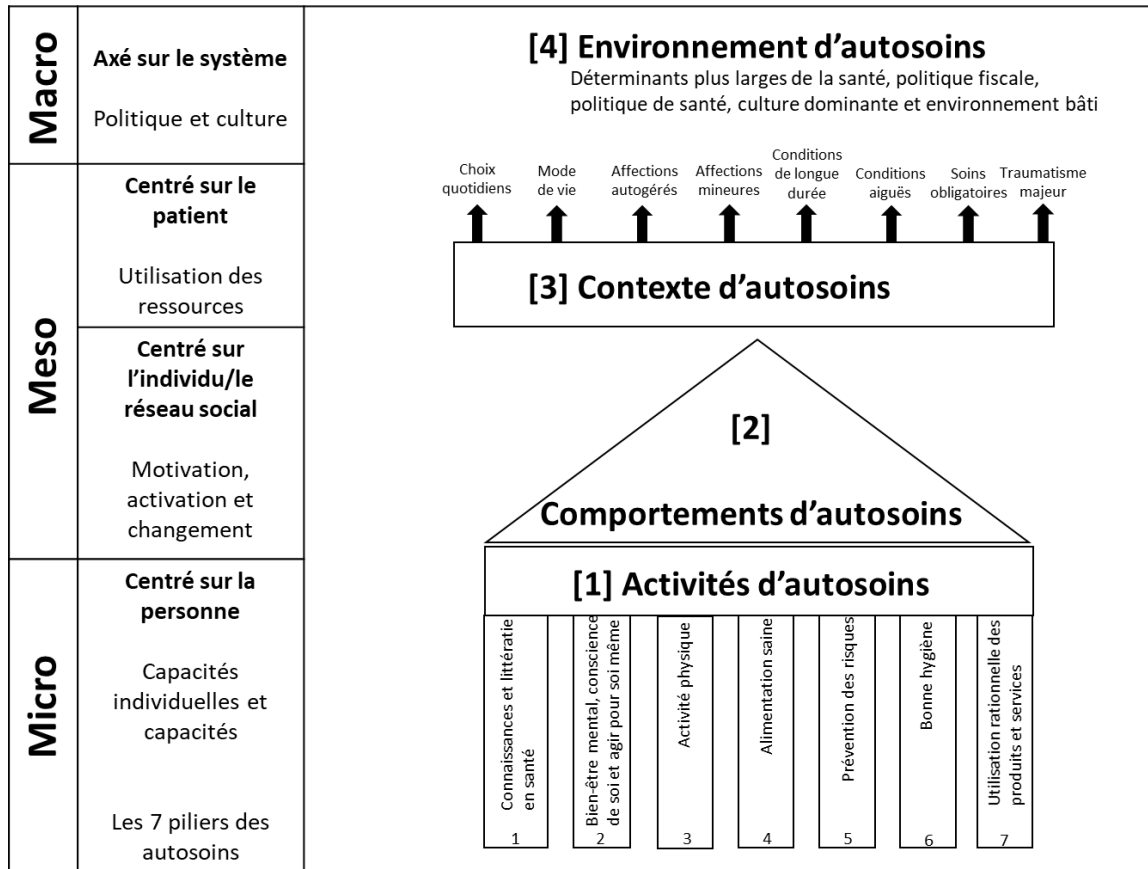 Macro
Axé sur le système
Politique et culture
[4] Environnement d'autosoins
Déterminants plus larges de la santé, politique fiscale,
politique de santé, culture dominante et environnement bâti
Meso
Centré sur le
patient
Utilisation des
ressources
Choix
quotidiens
Mode
de vie
Affections
autogérés
Affections
mineures
Conditions
de longue
durée
Conditions
aiguës
Soins
obligatoires
Traumatisme
majeur
[3] Contexte d'autosoins
Centré sur
l'individu/le
réseau social
Motivation,
activation et
changement
[2]
Comportements d'autosoins
Micro
Centré sur la
personne
Capacités
individuelles et
capacités
Les 7 piliers des
autosoins
[1] Activités d'autosoins
Connaissances et littératie
en santé
1
Bien-être mental, conscience
de soi et agir pour soi même
2
Activité physique
3
Alimentation saine
4
Prévention des risques
5
Bonne hygiène
6
Utilisation rationnelle des
produits et services
7